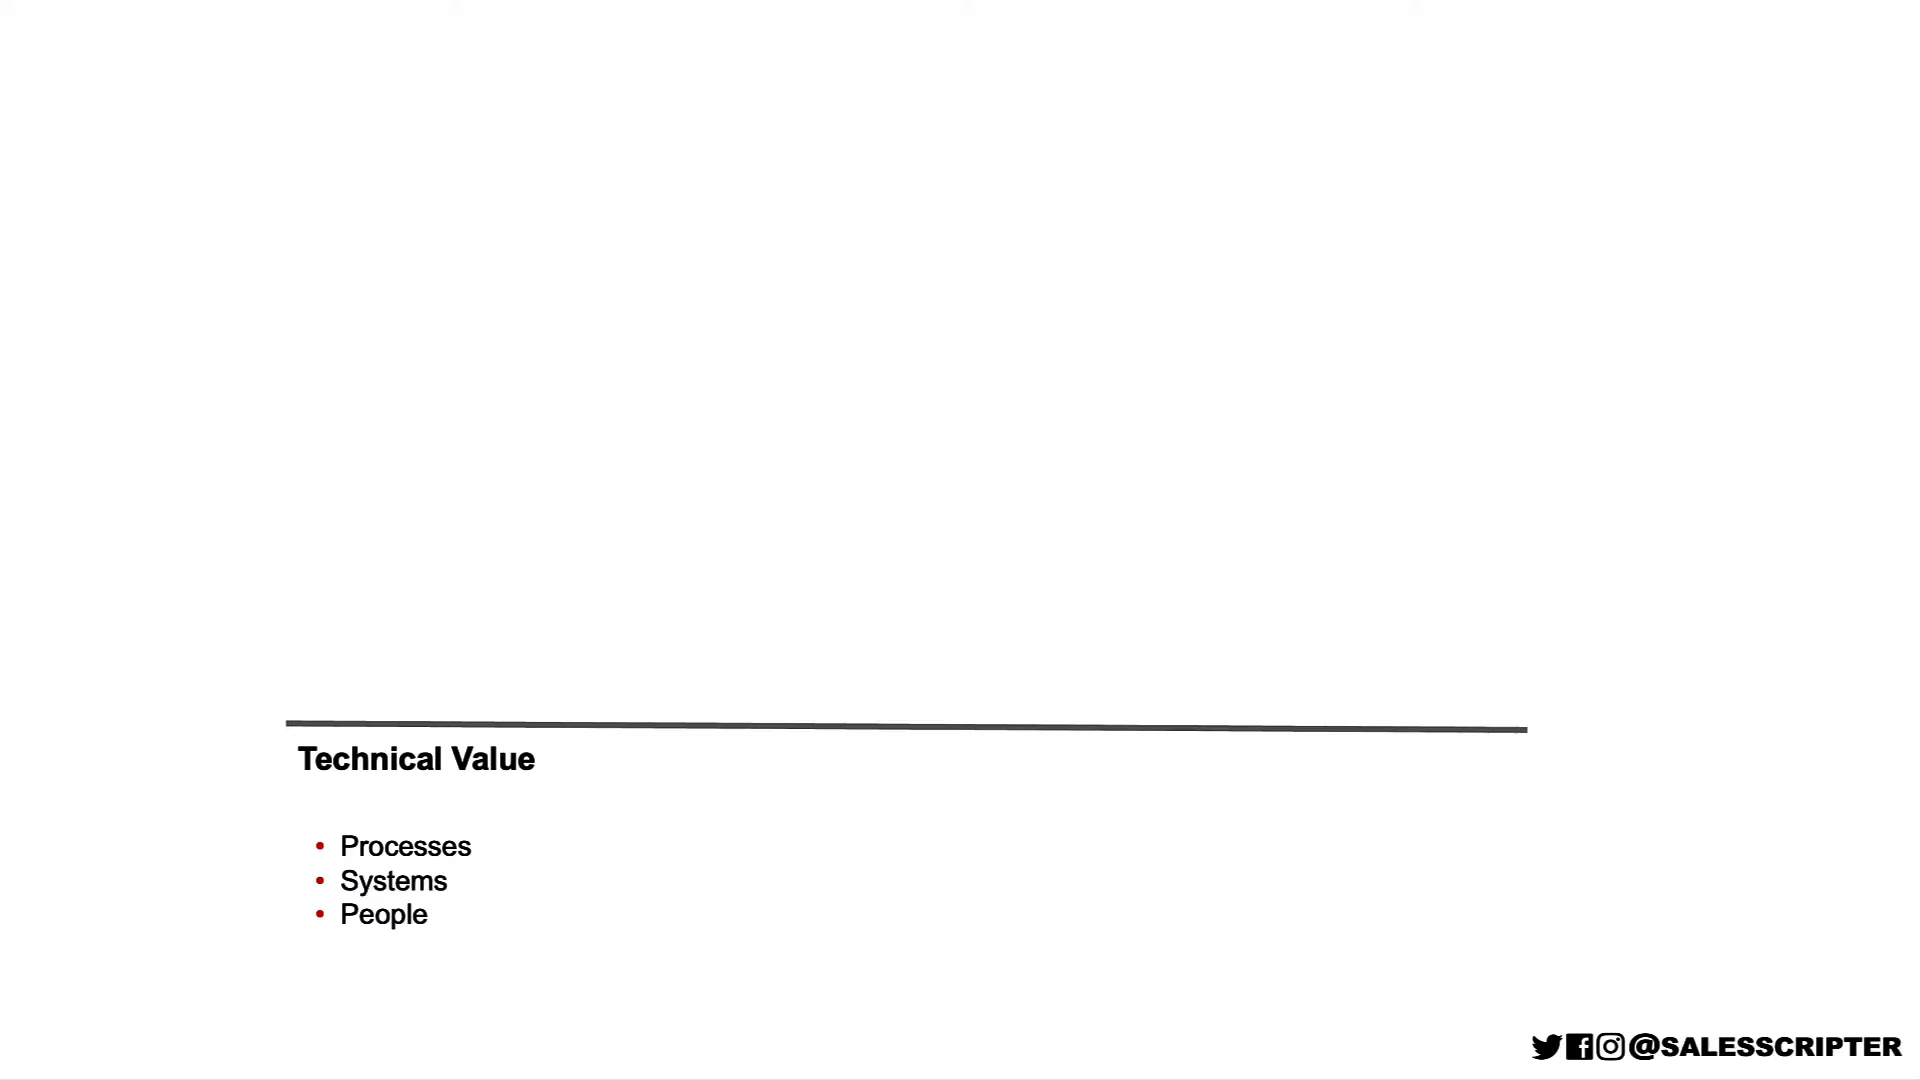 Technical Value
• Processes
• Systems
• People
@SALESSCRIPTER